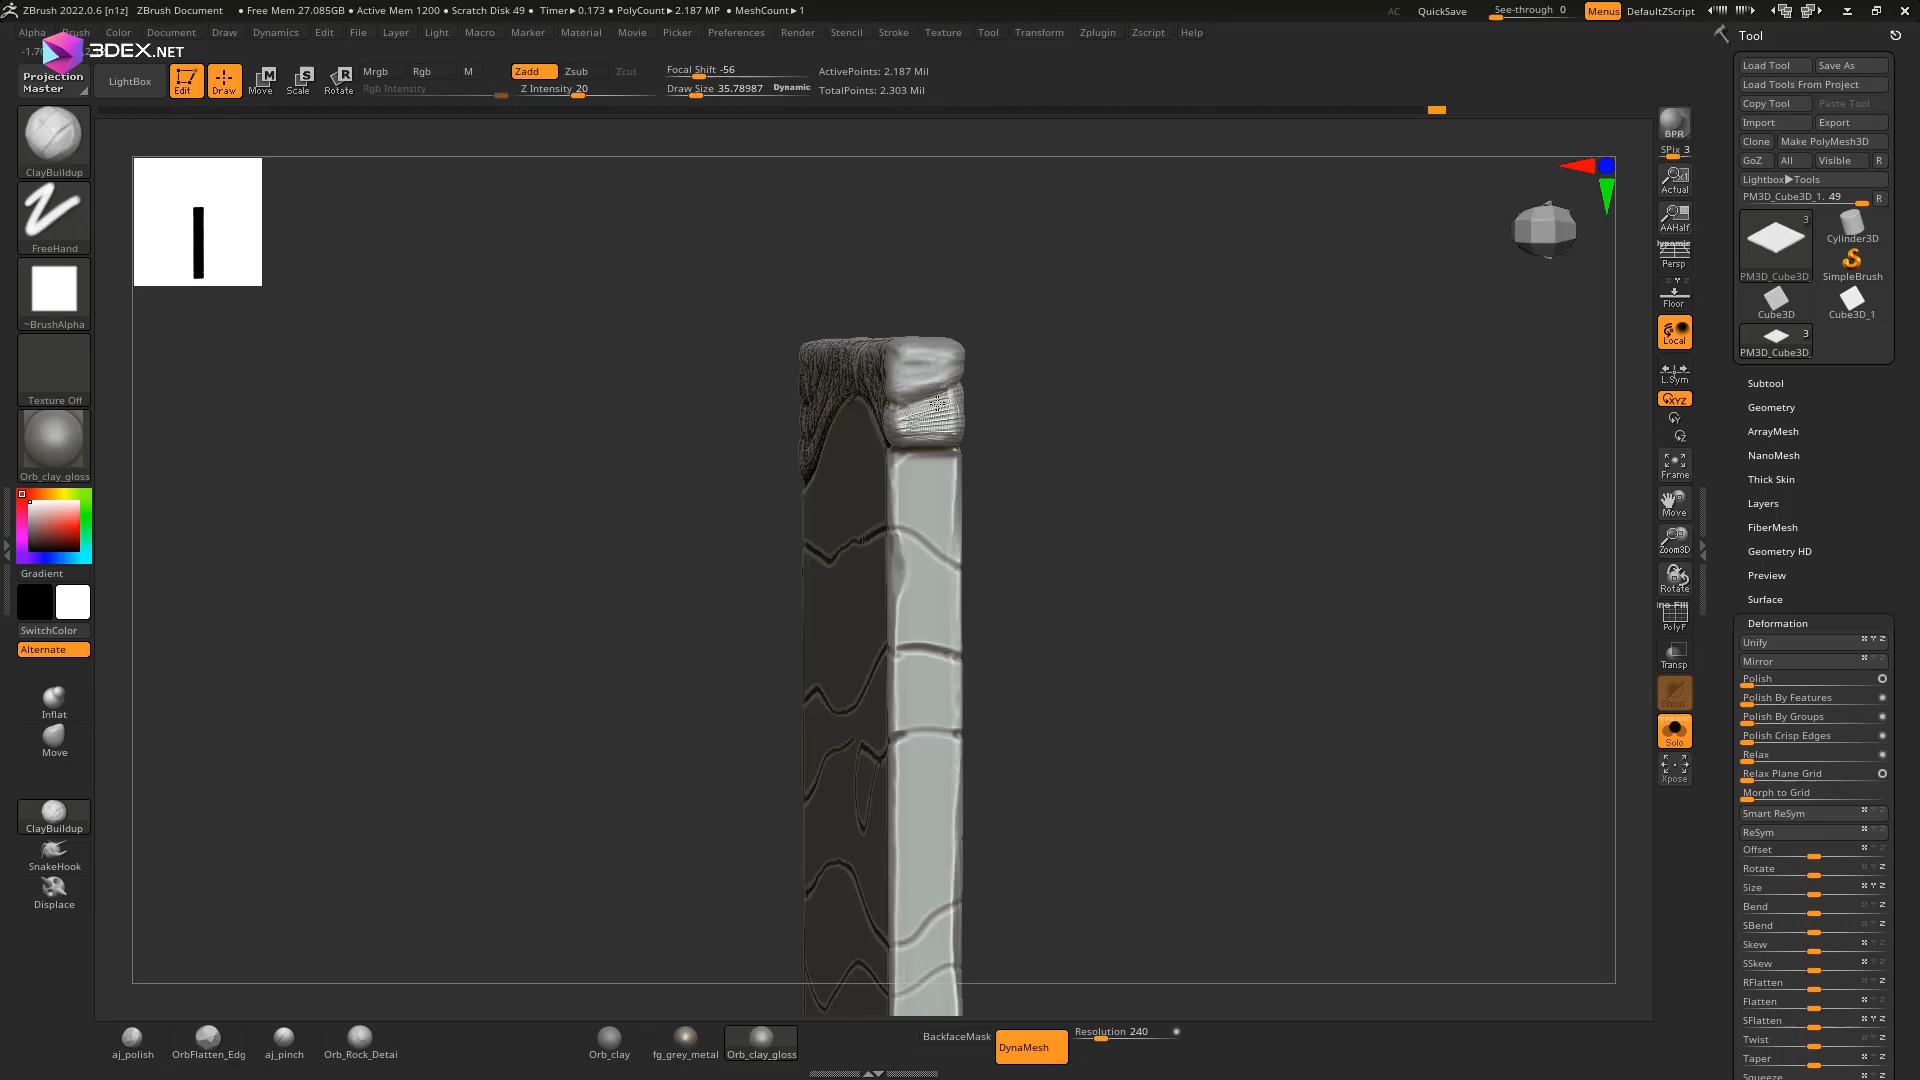 ZBrush 2022.0.6 [n1z] ZBrush Document • Free Mem 27.085GB • Active Mem 1200 • Scratch Disk 49 • Timer▶0.173 • PolyCount▶2.187 MP • MeshCount▶1 AC QuickSave See-through 0 Menus DefaultZScript
Alpha Brush Color Document Draw Dynamics Edit File Layer Light Macro Marker Material Movie Picker Preferences Render Stencil Stroke Texture Tool Transform Zplugin Zscript Help
3DEX.NET
Projection Master
LightBox
Edit
Draw
Move
Scale
Rotate
Mrgb Rgb M
Rgb Intensity
Zadd Zsub Zcut
Z Intensity 20
Focal Shift -56
Draw Size 35.78987 Dynamic
ActivePoints: 2.187 Mil
TotalPoints: 2.303 Mil
ClayBuildup
FreeHand
~BrushAlpha
Texture Off
Orb_clay_gloss
Gradient
SwitchColor
Alternate
Inflat
Move
ClayBuildup
SnakeHook
Displace
BPR
SPix 3
Actual
AAHalf
Persp
Floor
Local
L.Sym
XYZ
Frame
Move
Zoom3D
Rotate
PolyF
Transp
Ghost
Solo
Xpose
Tool
Load Tool Save As
Load Tools From Project
Copy Tool Paste Tool
Import Export
Clone Make PolyMesh3D
GoZ All Visible R
Lightbox▶Tools
PM3D_Cube3D_1. 49 R
3
PM3D_Cube3D_
Cylinder3D
SimpleBrush
Cube3D
Cube3D_1
3
PM3D_Cube3D_
Subtool
Geometry
ArrayMesh
NanoMesh
Thick Skin
Layers
FiberMesh
Geometry HD
Preview
Surface
Deformation
Unify
Mirror
Polish
Polish By Features
Polish By Groups
Polish Crisp Edges
Relax
Relax Plane Grid
Morph to Grid
Smart ReSym
ReSym
Offset
Rotate
Size
Bend
SBend
Skew
SSkew
RFlatten
Flatten
SFlatten
Twist
Taper
Squeeze
aj_polish
OrbFlatten_Edg
aj_pinch
Orb_Rock_Detai
Orb_clay
fg_grey_metal
Orb_clay_gloss
BackfaceMask
DynaMesh
Resolution 240